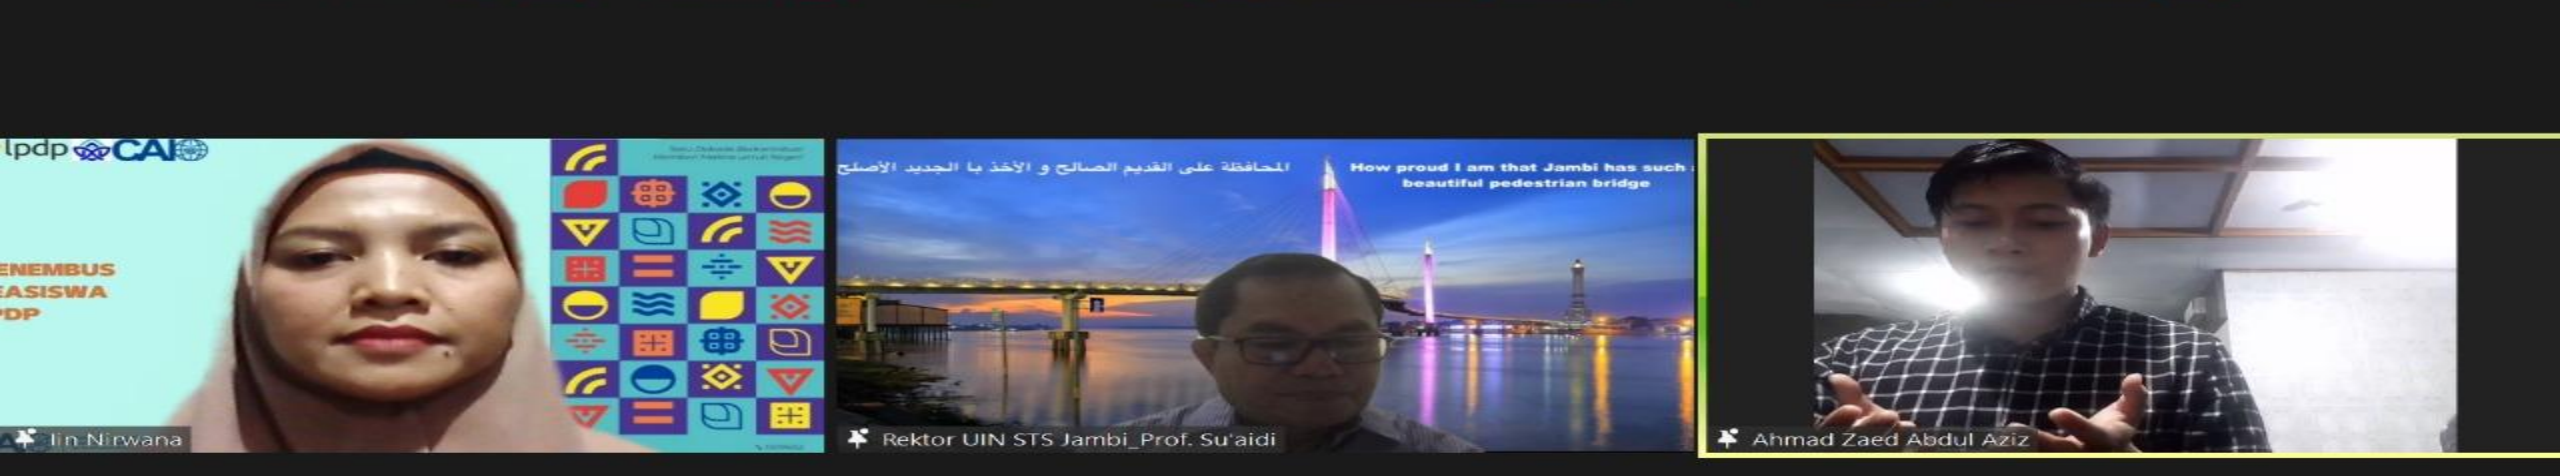 lpdp CAI
ENEMBUS
EASISWA
PDP
Iin Nirwana
المحافظة على القديم الصالح و الأخذ با الجديد الأصلح
How proud I am that Jambi has such
beautiful pedestrian bridge
Rektor UIN STS Jambi_Prof. Su'aidi
Ahmad Zaed Abdul Aziz